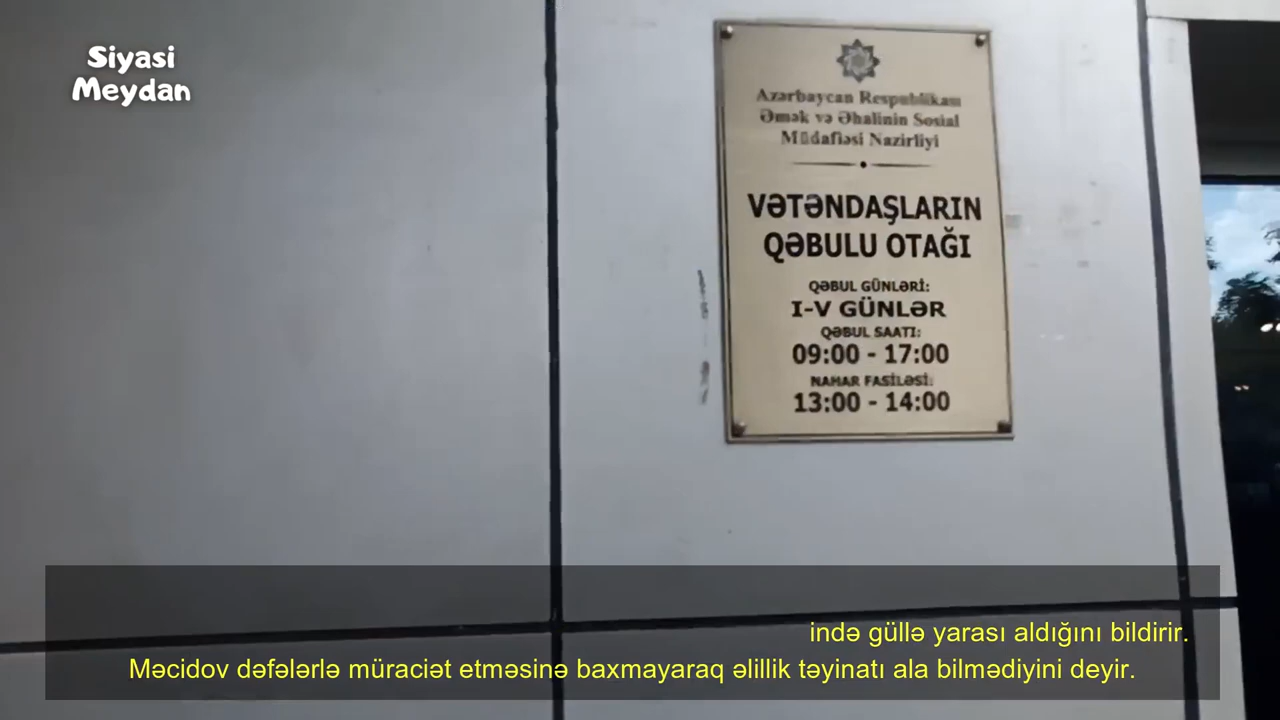 Siyasi
Meydan
Azərbaycan Respublikası
Əmək və Əhalinin Sosial
Müdafiəsi Nazirliyi
VƏTƏNDAŞLARIN
QƏBULU OTAĞI
QƏBUL GÜNLƏRİ:
I-V GÜNLƏR
QƏBUL SAATI:
09:00 - 17:00
NAHAR FASİLƏSİ:
13:00 - 14:00
ində güllə yarası aldığını bildirir.
Məcidov dəfələrlə müraciət etməsinə baxmayaraq əlillik təyinatı ala bilmədiyini deyir.